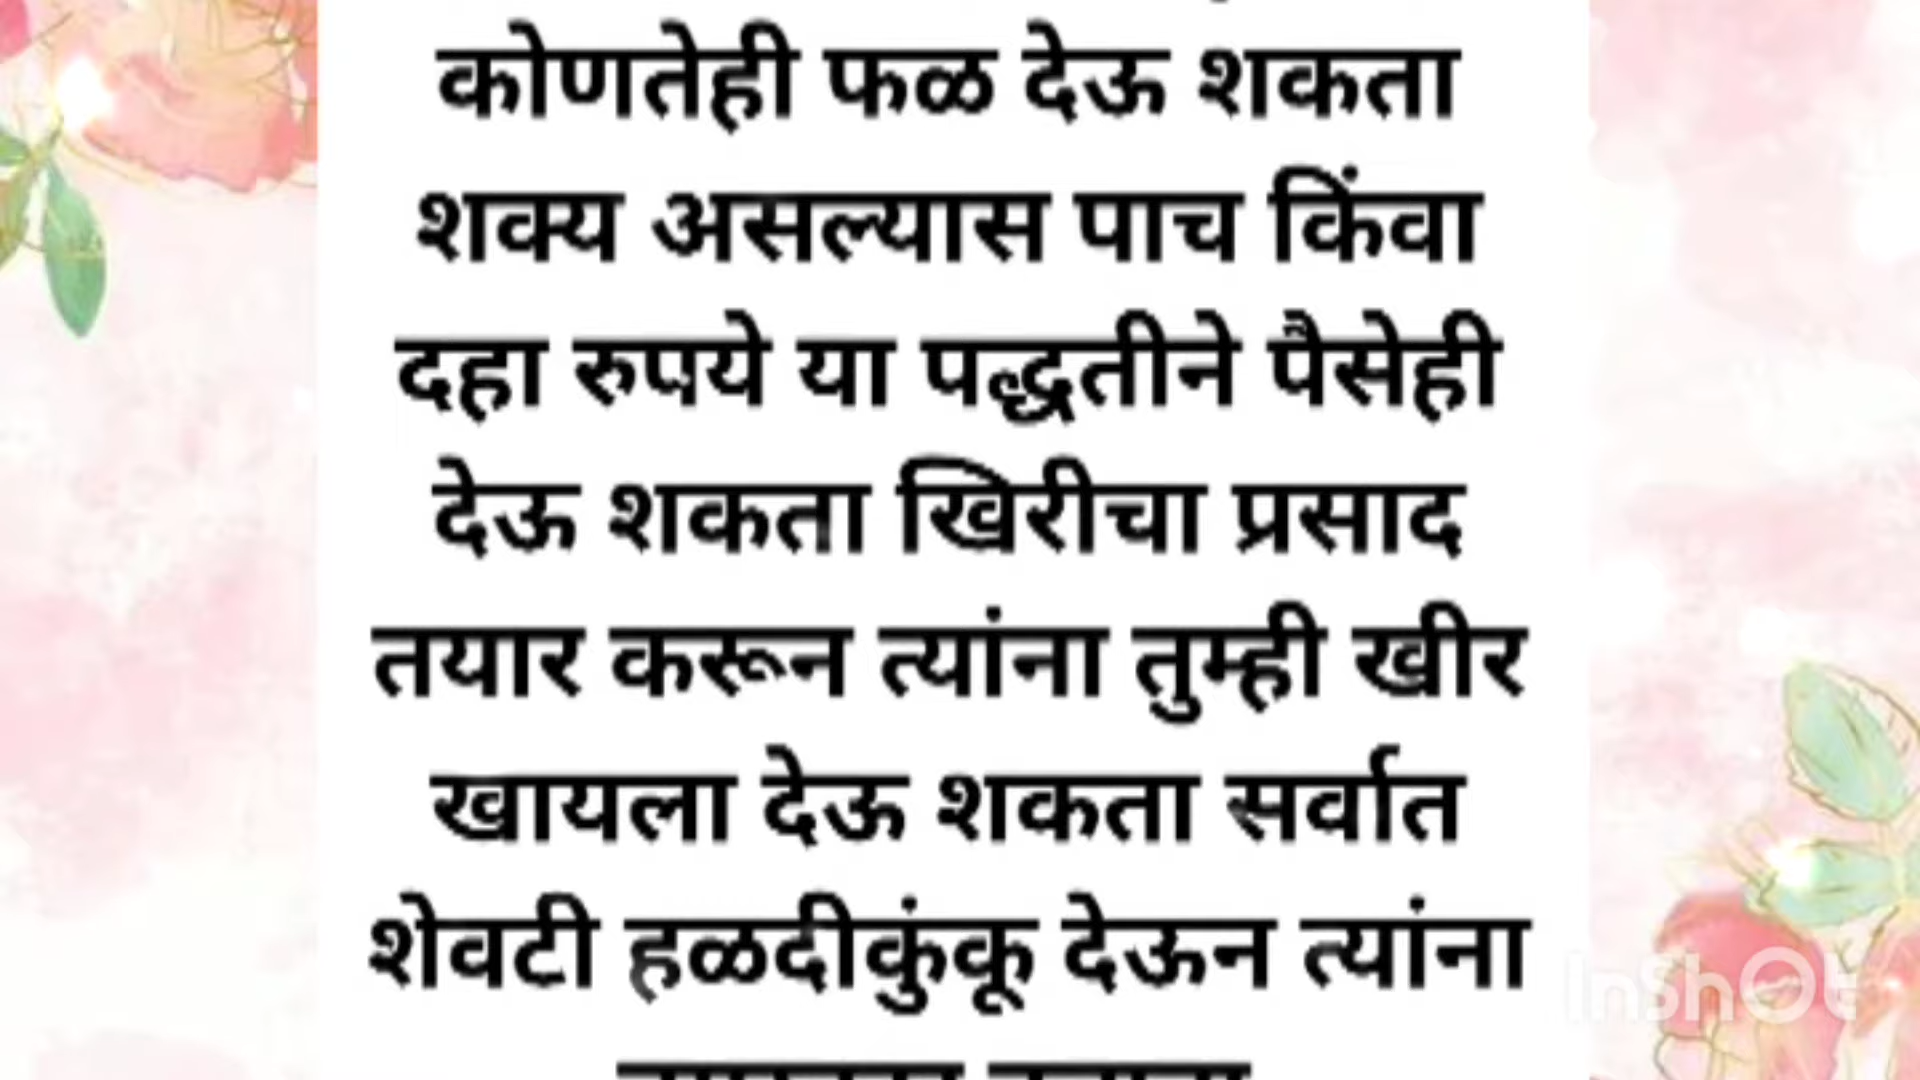 कोणतेही फळ देऊ शकता
शक्य असल्यास पाच किंवा
दहा रुपये या पद्धतीने पैसेही
देऊ शकता खिरीचा प्रसाद
तयार करून त्यांना तुम्ही खीर
खायला देऊ शकता सर्वात
शेवटी हळदीकुंकू देऊन त्यांना
InShOt